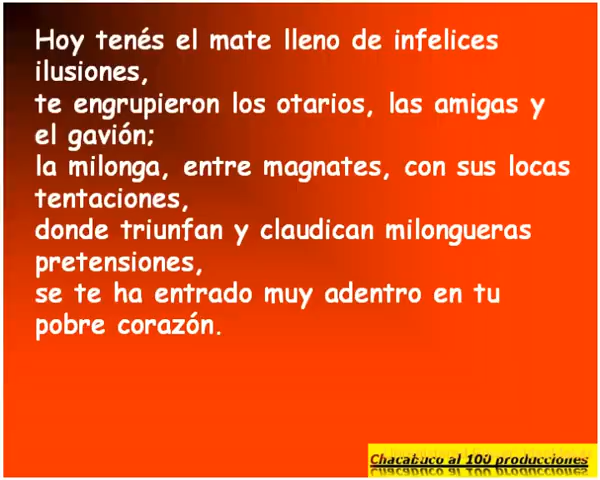 Hoy tenés el mate lleno de infelices
ilusiones,
te engrupieron los otarios, las amigas y
el gavión;
la milonga, entre magnates, con sus locas
tentaciones,
donde triunfan y claudican milongueras
pretensiones,
se te ha entrado muy adentro en tu
pobre corazón.
Chacabuco al 100 producciones